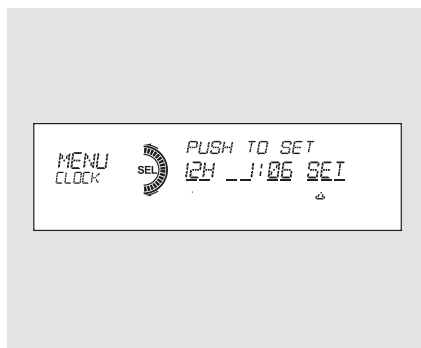 MENU
CLOCK
SEL
PUSH TO SET
12H _1:06 SET